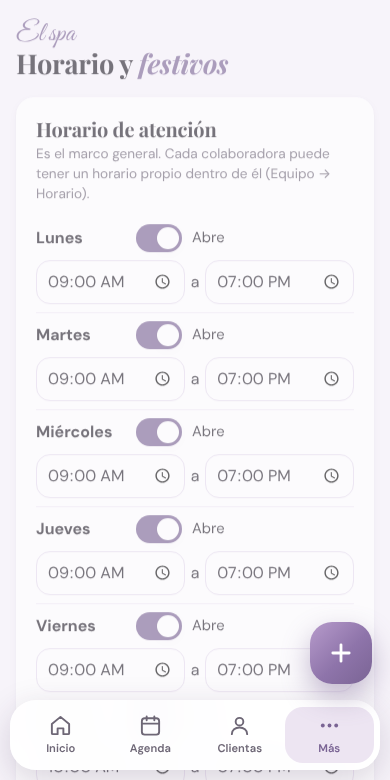 El spa
Horario y festivos
Horario de atención
Es el marco general. Cada colaboradora puede
tener un horario propio dentro de él (Equipo →
Horario).
Lunes Abre
09:00 AM a 07:00 PM
Martes Abre
09:00 AM a 07:00 PM
Miércoles Abre
09:00 AM a 07:00 PM
Jueves Abre
09:00 AM a 07:00 PM
Viernes Abre
09:00 AM a 07:00 PM
Inicio Agenda Clientas Más